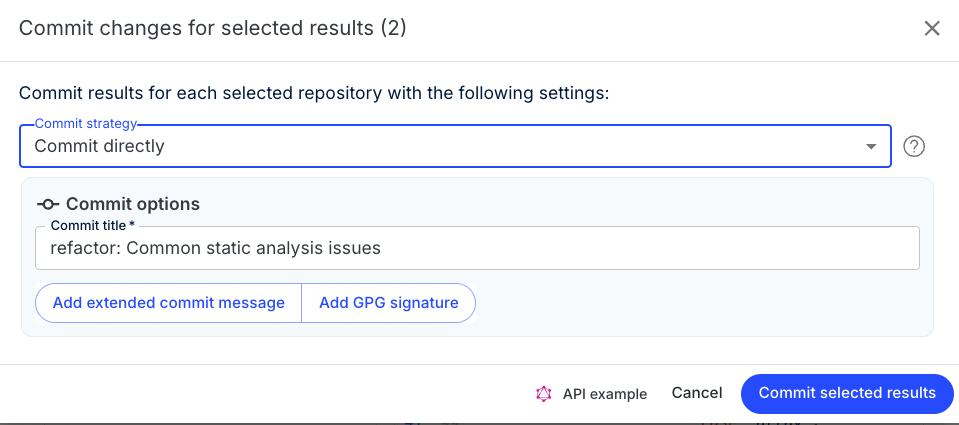 Commit changes for selected results (2)
Commit results for each selected repository with the following settings:
Commit strategy
Commit directly
Commit options
Commit title *
refactor: Common static analysis issues
Add extended commit message
Add GPG signature
API example
Cancel
Commit selected results